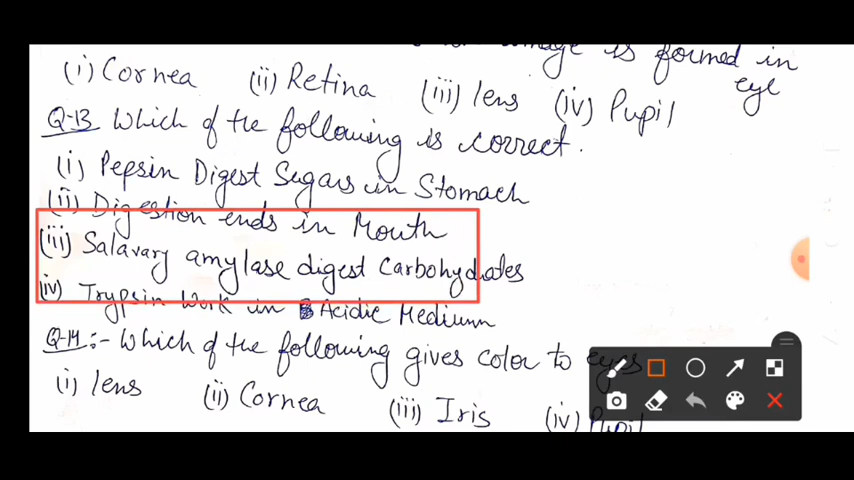 image is formed in
eye
(i) Cornea (ii) Retina (iii) lens (iv) Pupil
Q-13 Which of the following is correct.
(i) Pepsin Digest Sugars in Stomach
(ii) Digestion ends in Mouth
(iii) Salavary amylase digest Carbohydrates
(iv) Trypsin work in Acidic Medium
Q-14:- Which of the following gives color to eyes
(i) lens (ii) Cornea (iii) Iris (iv) Pupil